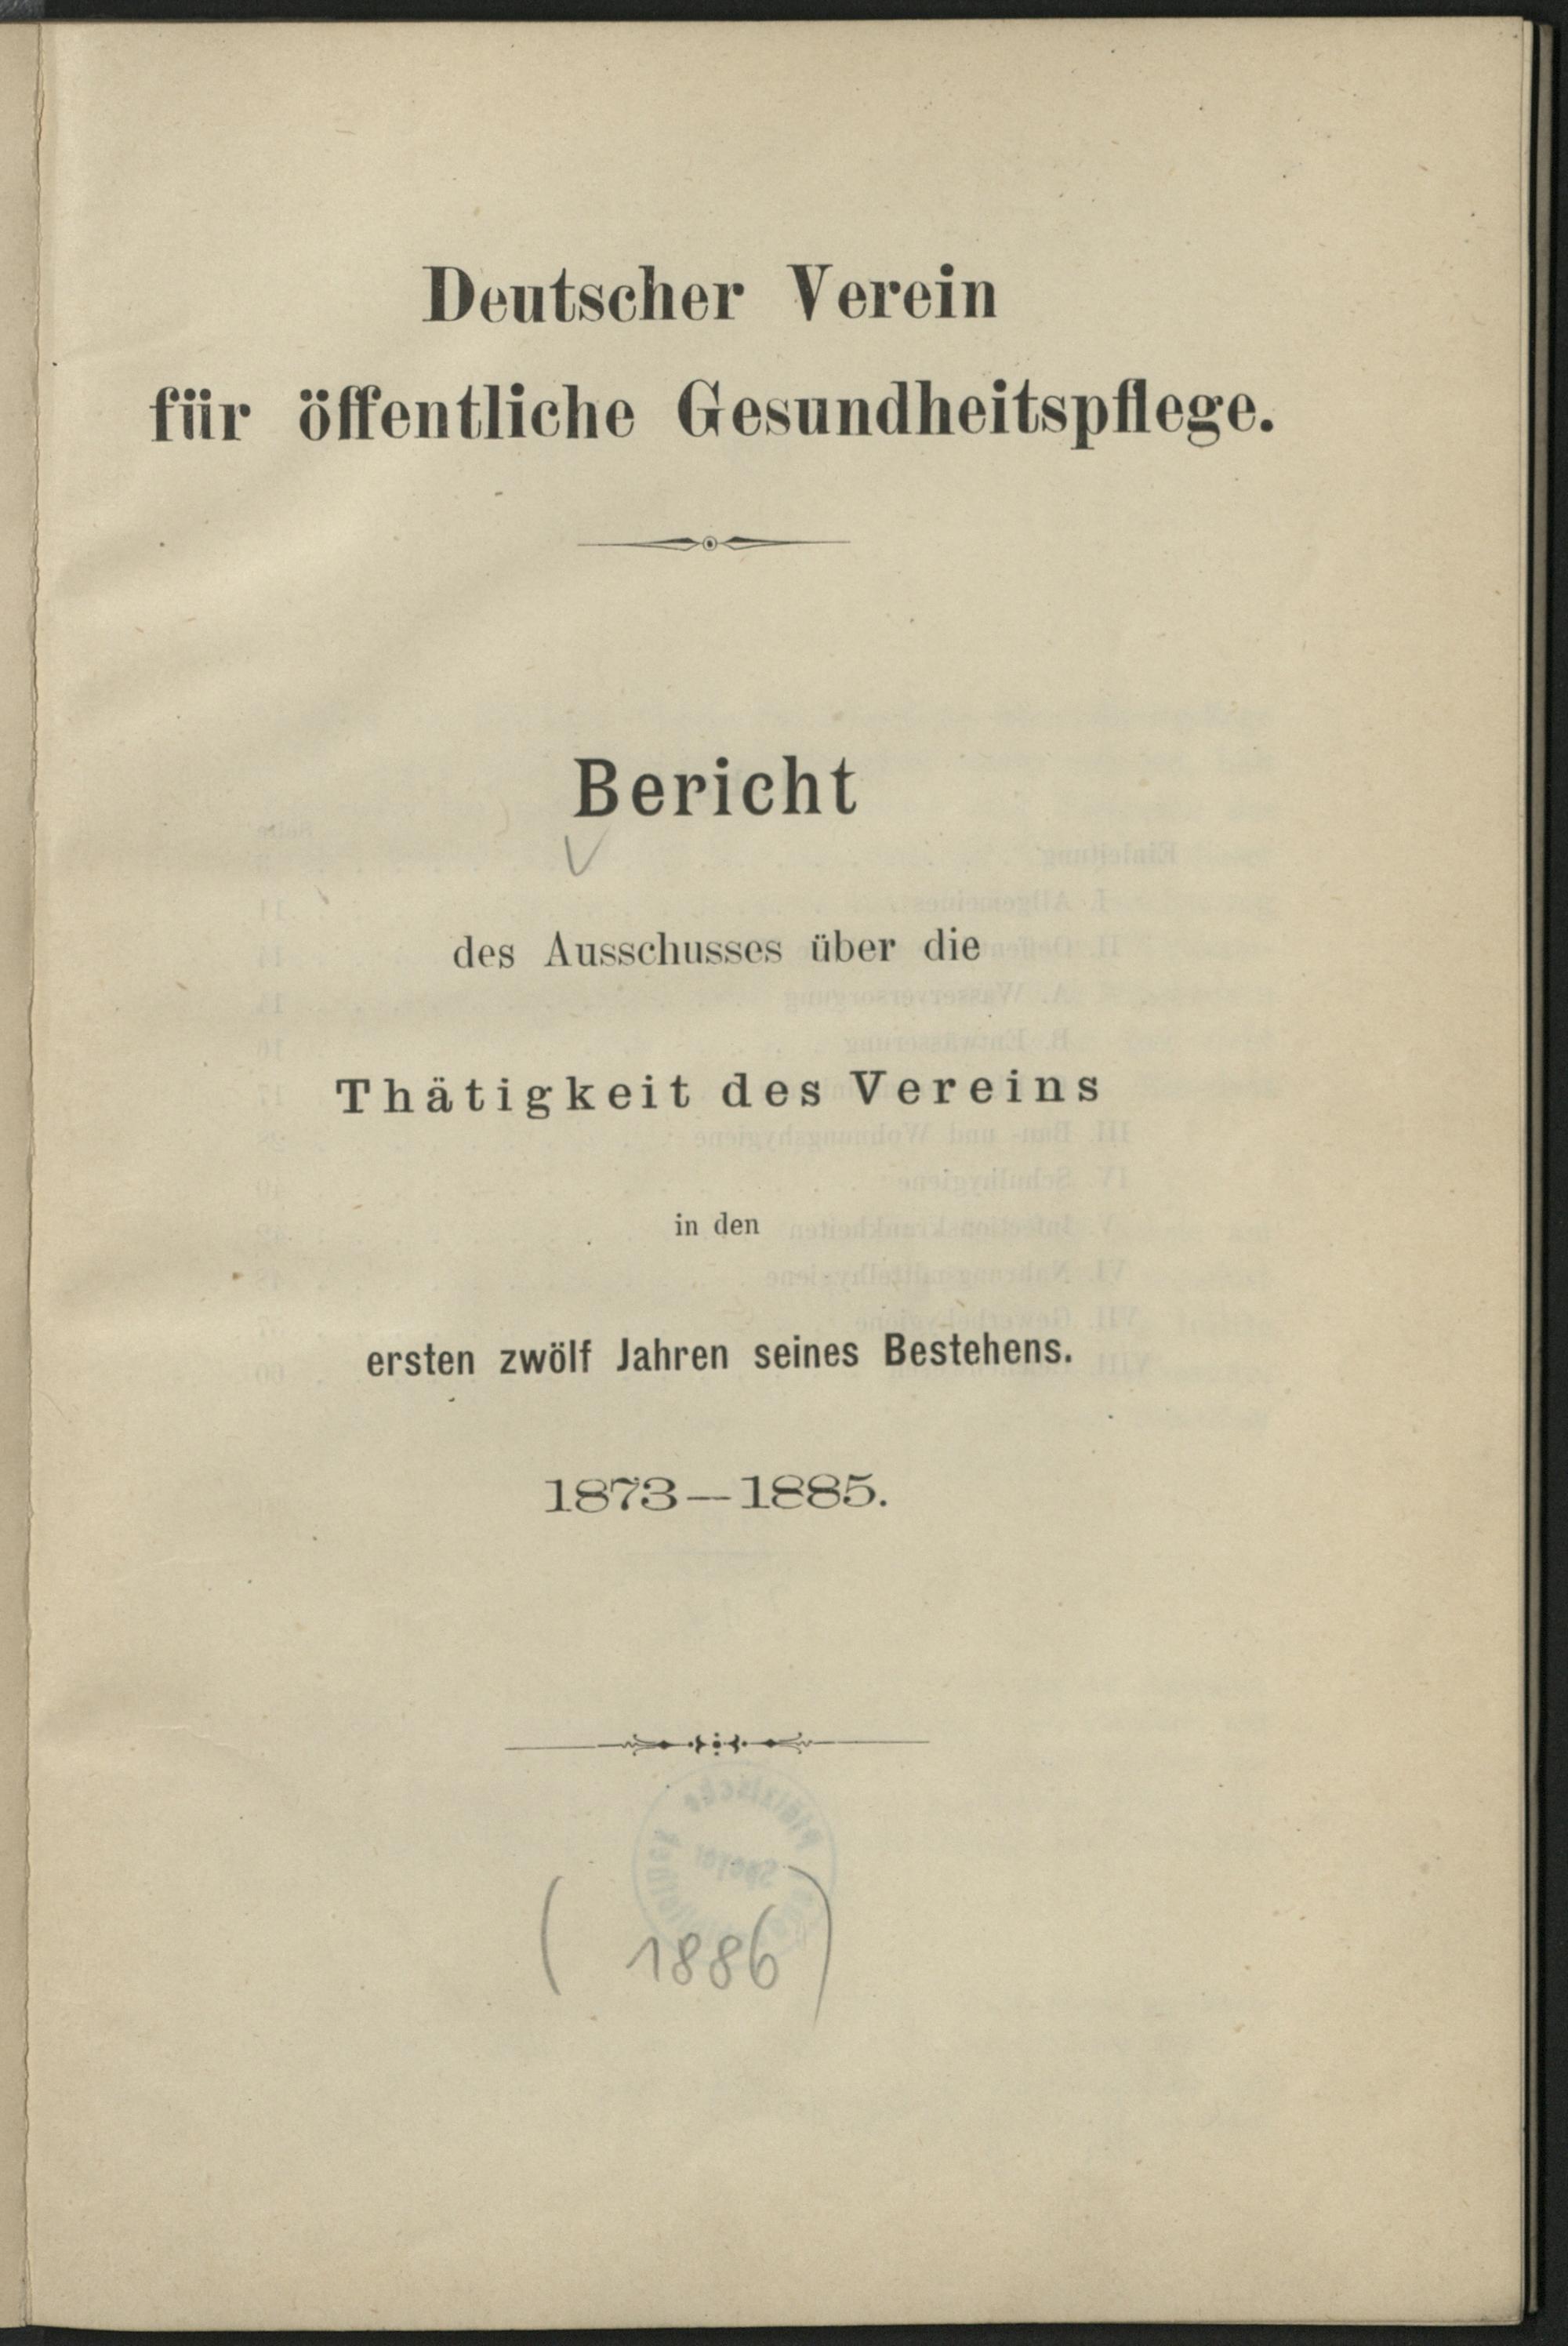 Deutscher Verein
für öffentliche Gesundheitspflege.
Bericht
des Ausschusses über die
Thätigkeit des Vereins
in den
ersten zwölf Jahren seines Bestehens.
1873—1885.
(1886)